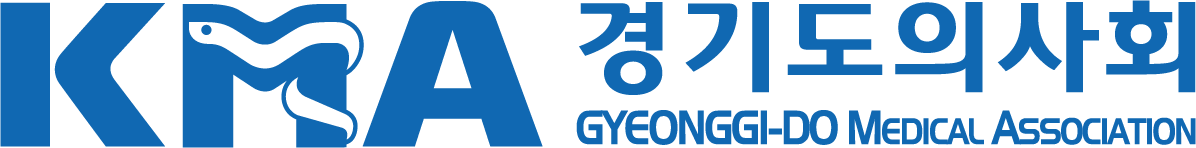 KMA
경기도의사회
GYEONGGI-DO MEDICAL ASSOCIATION